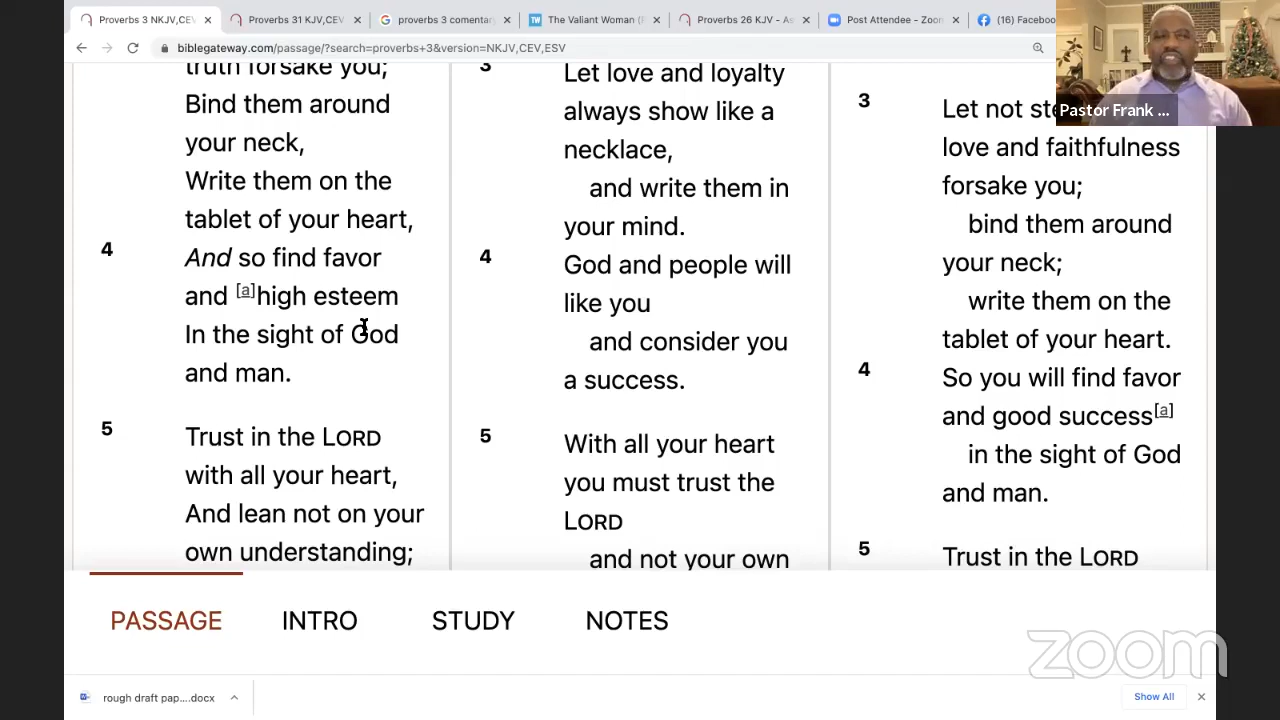 Proverbs 3 NKJV,CEV
Proverbs 31 KJV,CEV
proverbs 3 comentar
The Valiant Woman (
Proverbs 26 KJV - A
Post Attendee - Zoo
(16) Facebo
biblegateway.com/passage/?search=proverbs+3&version=NKJV,CEV,ESV
Pastor Frank ...
truth forsake you;
Bind them around
your neck,
Write them on the
tablet of your heart,
4 And so find favor
and [a]high esteem
In the sight of God
and man.
5 Trust in the LORD
with all your heart,
And lean not on your
own understanding;
3 Let love and loyalty
always show like a
necklace,
and write them in
your mind.
4 God and people will
like you
and consider you
a success.
5 With all your heart
you must trust the
LORD
and not your own
3 Let not
love and faithfulness
forsake you;
bind them around
your neck;
write them on the
tablet of your heart.
4 So you will find favor
and good success[a]
in the sight of God
and man.
5 Trust in the LORD
PASSAGE INTRO STUDY NOTES
zoom
rough draft pap....docx
Show All